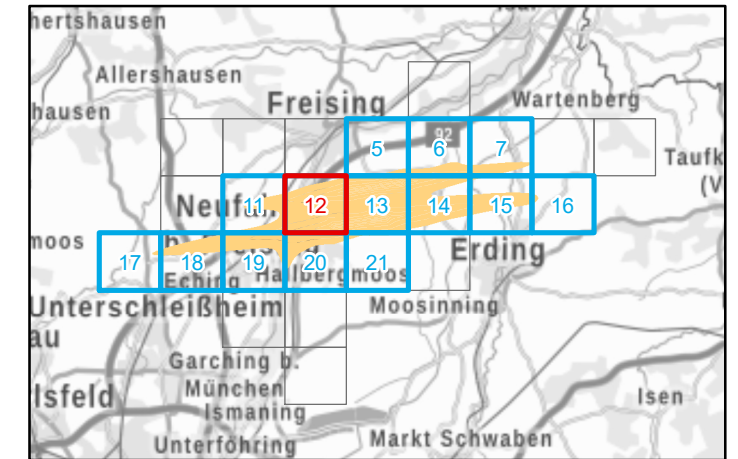 hertshausen
Allershausen
hausen
Freising
Wartenberg
92
5
6
7
Taufk
(V
11
12
13
14
15
16
moos
17
18
19
20
21
Erding
Eching
Hallbergmoos
Unterschleißheim
Moosinning
au
Garching b.
München
lsfeld
Ismaning
Isen
Unterföhring
Markt Schwaben